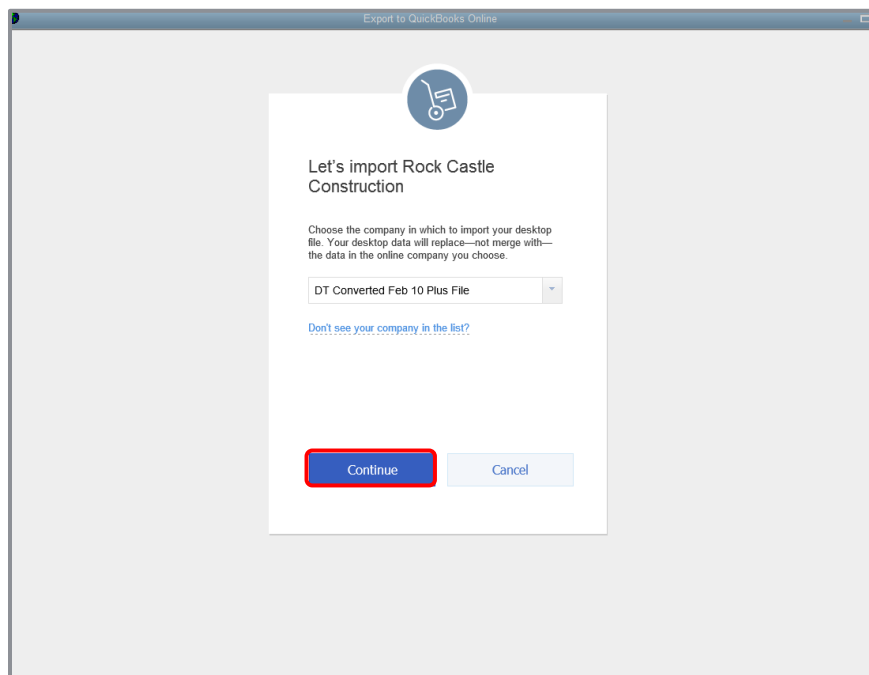 Export to QuickBooks Online
Let's import Rock Castle
Construction
Choose the company in which to import your desktop
file. Your desktop data will replace—not merge with—
the data in the online company you choose.
DT Converted Feb 10 Plus File
Don't see your company in the list?
Continue
Cancel